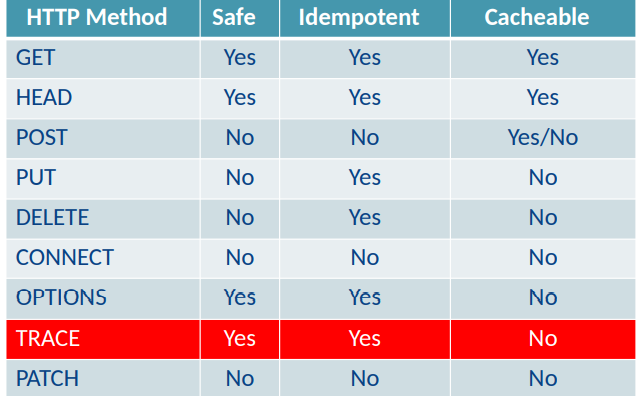 HTTP Method Safe Idempotent Cacheable
GET Yes Yes Yes
HEAD Yes Yes Yes
POST No No Yes/No
PUT No Yes No
DELETE No Yes No
CONNECT No No No
OPTIONS Yes Yes No
TRACE Yes Yes No
PATCH No No No